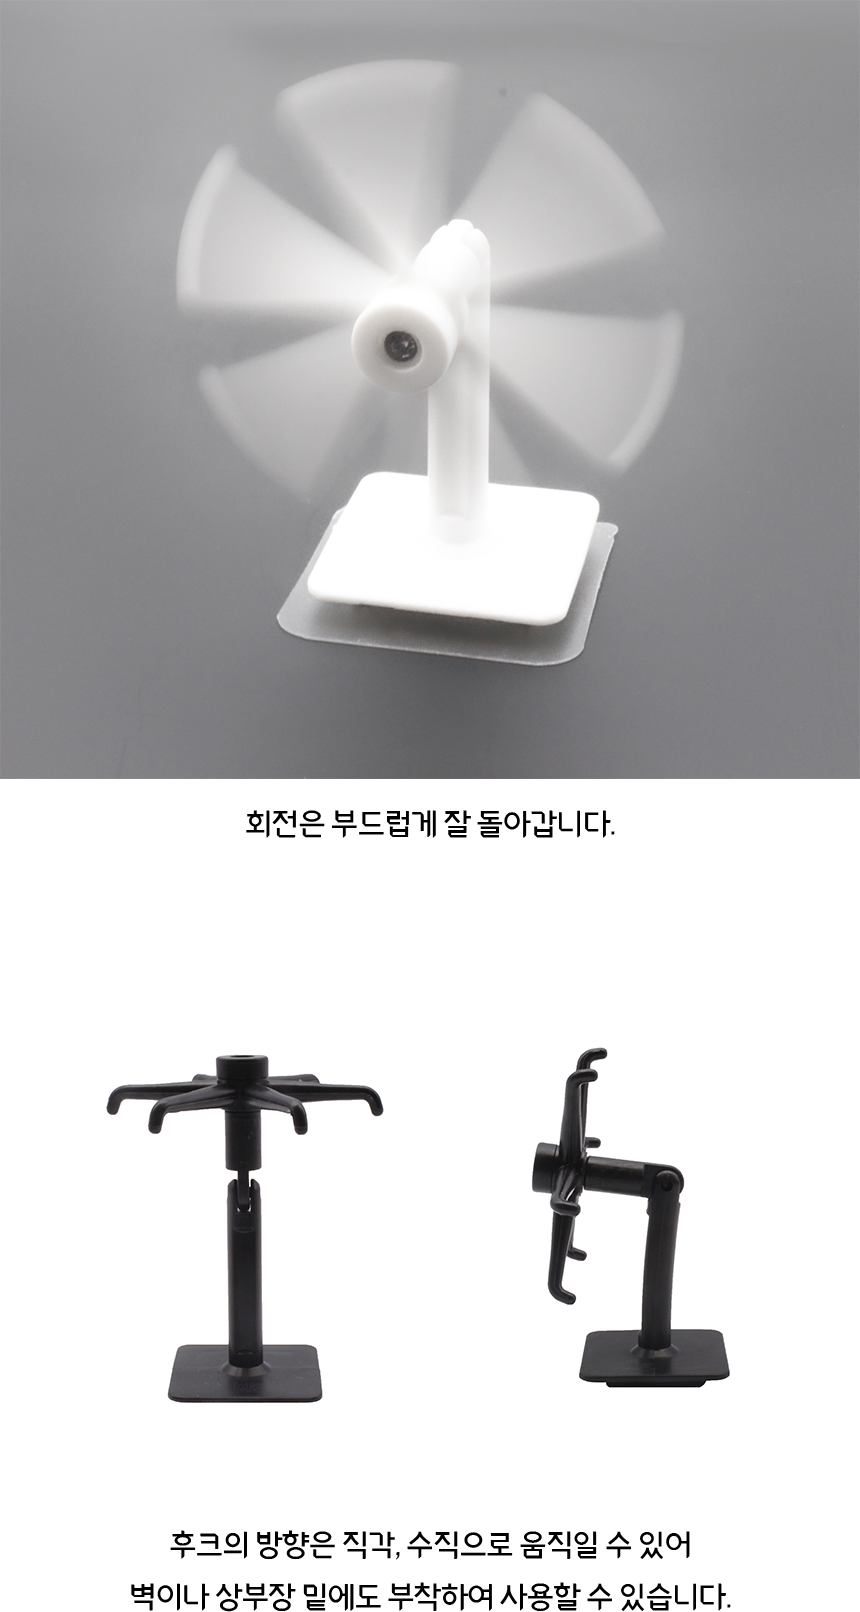 회전은 부드럽게 잘 돌아갑니다.
후크의 방향은 직각, 수직으로 움직일 수 있어
벽이나 상부장 밑에도 부착하여 사용할 수 있습니다.